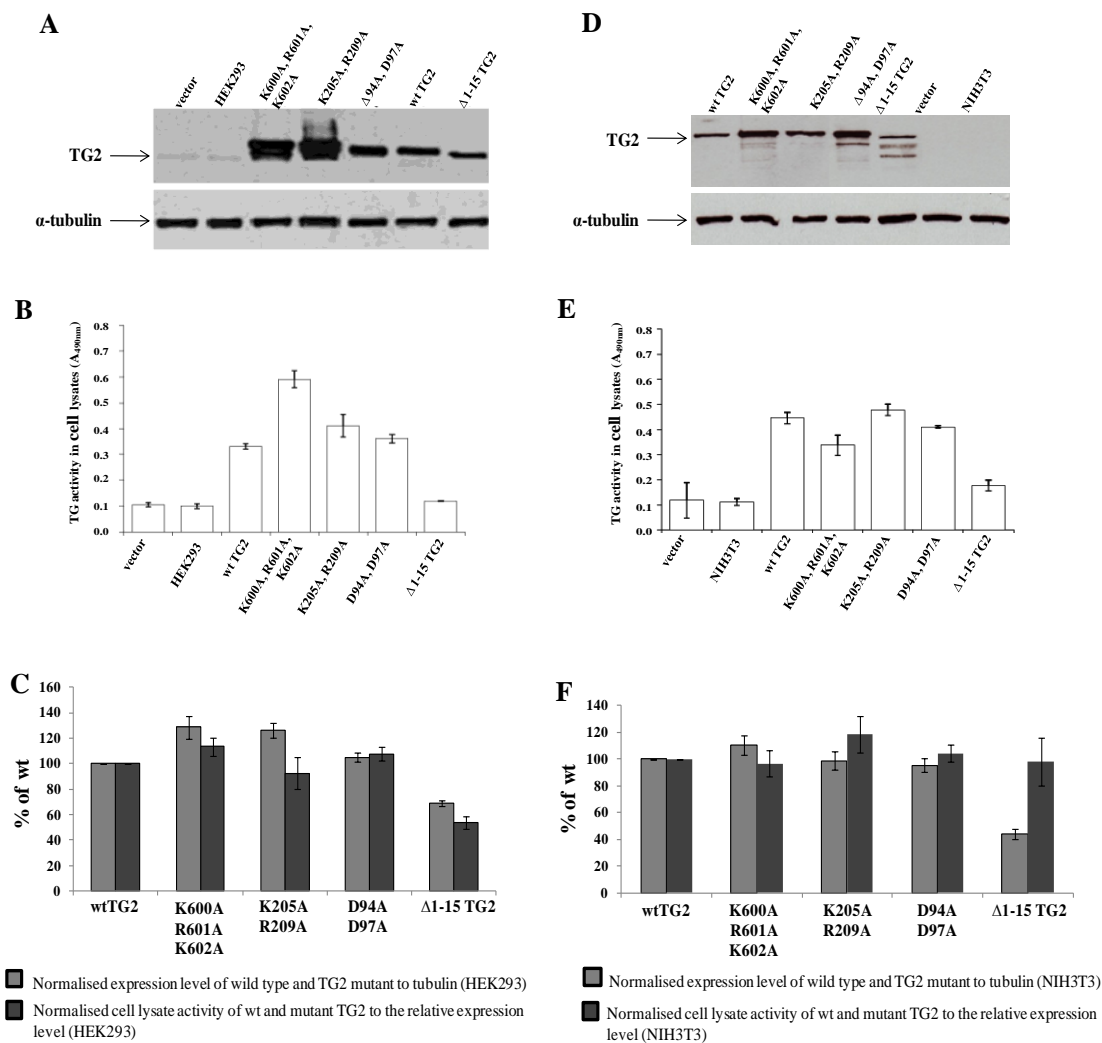 A
vector
HEK293
K600A, R601A,
K602A
K205A, R209A
Δ94A, D97A
wt TG2
Δ1-15 TG2
TG2
α-tubulin
D
wt TG2
K600A, R601A,
K602A
K205A, R209A
Δ94A, D97A
Δ1-15 TG2
vector
NIH3T3
TG2
α-tubulin
B
TG activity in cell lysates (A490nm)
0.8
0.7
0.6
0.5
0.4
0.3
0.2
0.1
0.0
vector
HEK293
wt TG2
K600A, R601A,
K602A
K205A, R209A
D94A, D97A
Δ1-15 TG2
E
TG activity in cell lysates (A490nm)
0.8
0.7
0.6
0.5
0.4
0.3
0.2
0.1
0.0
vector
NIH3T3
wt TG2
K600A, R601A,
K602A
K205A, R209A
D94A, D97A
Δ1-15 TG2
C
% of wt
160
140
120
100
80
60
40
20
0
wtTG2
K600A
R601A
K602A
K205A
R209A
D94A
D97A
Δ1-15 TG2
Normalised expression level of wild type and TG2 mutant to tubulin (HEK293)
Normalised cell lysate activity of wt and mutant TG2 to the relative expression
level (HEK293)
F
% of wt
140
120
100
80
60
40
20
0
wtTG2
K600A
R601A
K602A
K205A
R209A
D94A
D97A
Δ1-15 TG2
Normalised expression level of wild type and TG2 mutant to tubulin (NIH3T3)
Normalised cell lysate activity of wt and mutant TG2 to the relative expression
level (NIH3T3)